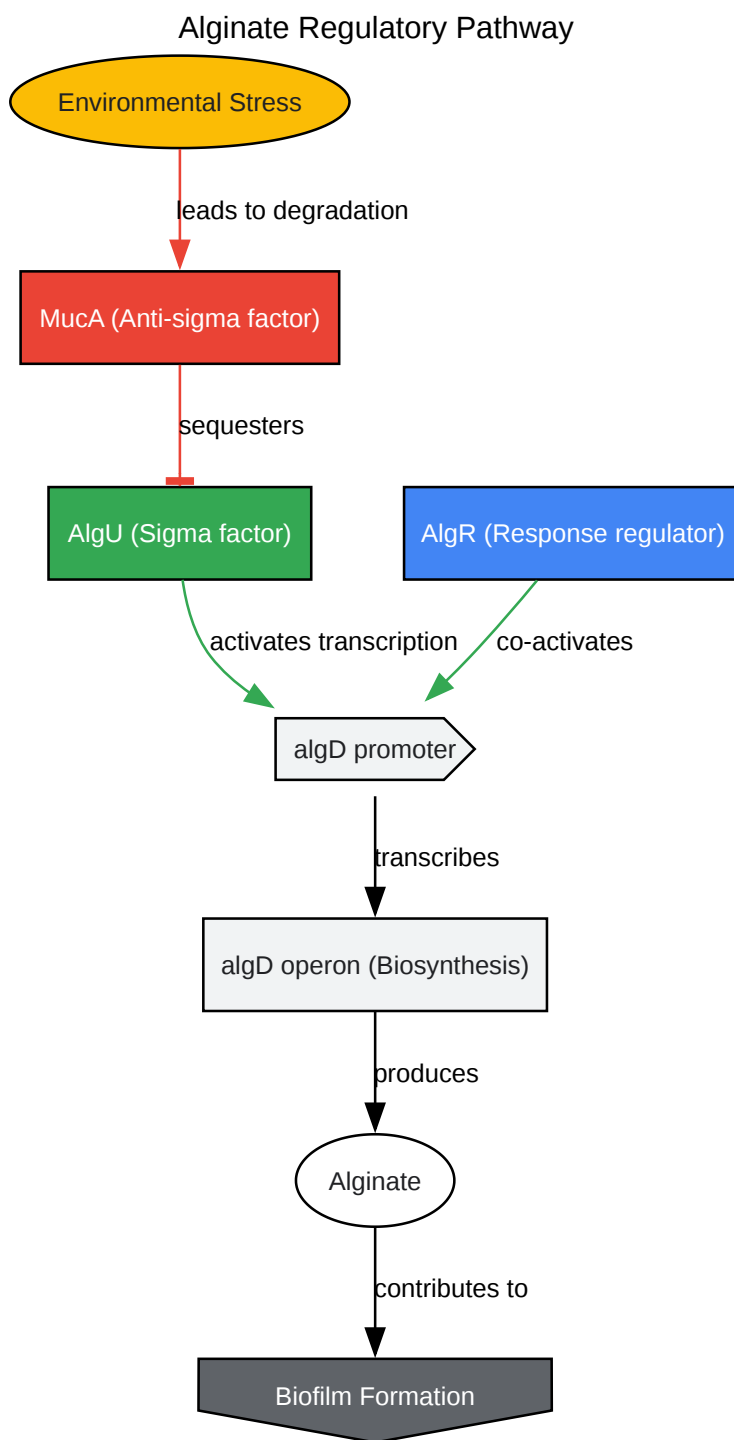 Alginate Regulatory Pathway
Environmental Stress
leads to degradation
MucA (Anti-sigma factor)
sequesters
AlgU (Sigma factor)
AlgR (Response regulator)
activates transcription
co-activates
algD promoter
transcribes
algD operon (Biosynthesis)
produces
Alginate
contributes to
Biofilm Formation